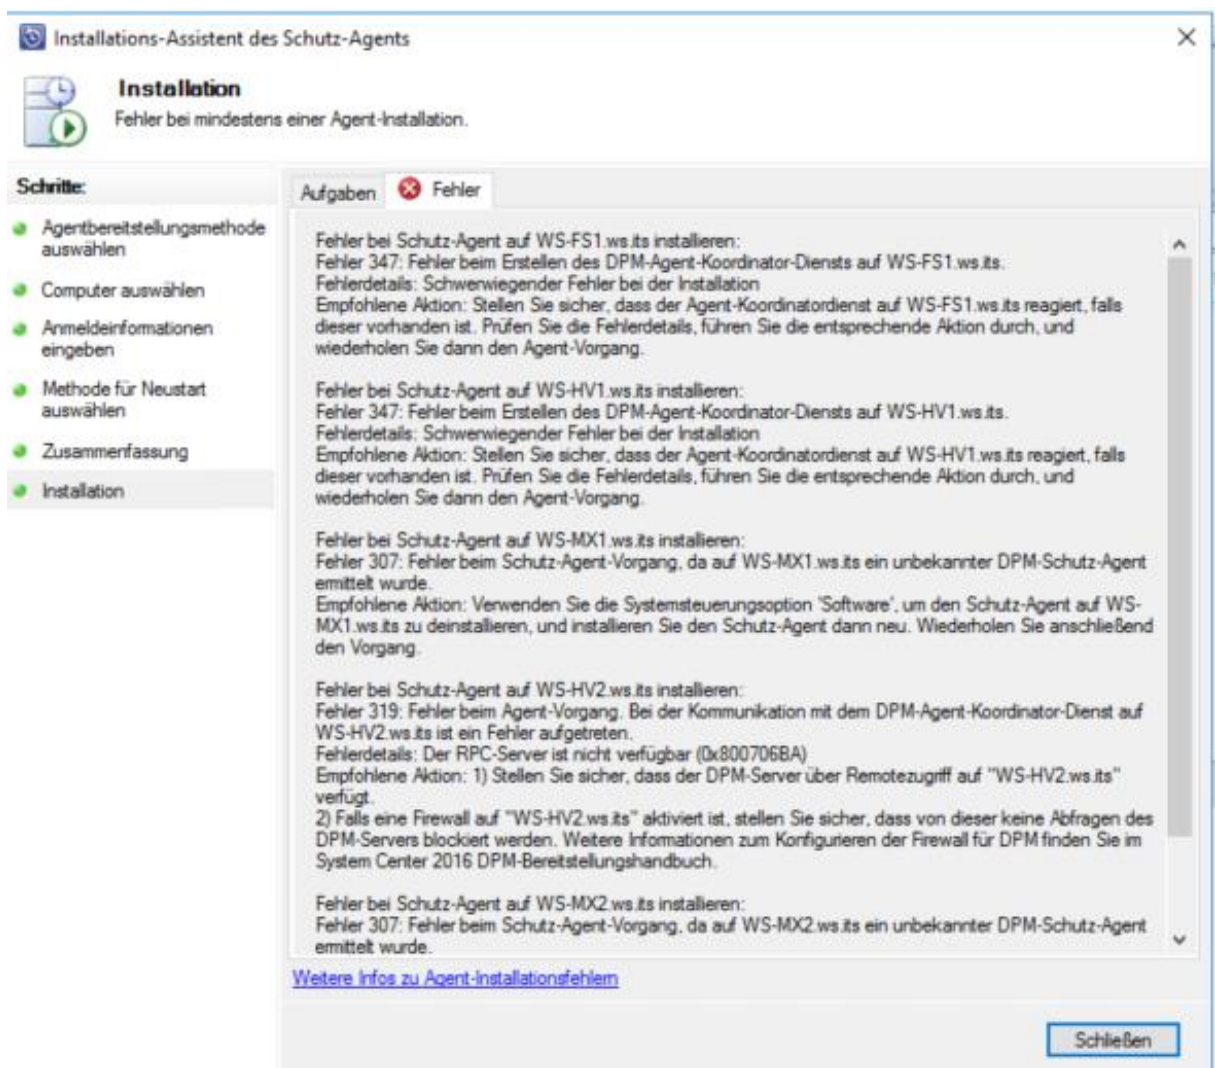 Installations-Assistent des Schutz-Agents
Installation
Fehler bei mindestens einer Agent-Installation.
Schritte:
Agentbereitstellungsmethode
auswählen
Computer auswählen
Anmeldeinformationen
eingeben
Methode für Neustart
auswählen
Zusammenfassung
Installation
Aufgaben
Fehler
Fehler bei Schutz-Agent auf WS-FS1.ws.its installieren:
Fehler 347: Fehler beim Erstellen des DPM-Agent-Koordinator-Diensts auf WS-FS1.ws.its.
Fehlerdetails: Schwerwiegender Fehler bei der Installation
Empfohlene Aktion: Stellen Sie sicher, dass der Agent-Koordinatordienst auf WS-FS1.ws.its reagiert, falls
dieser vorhanden ist. Prüfen Sie die Fehlerdetails, führen Sie die entsprechende Aktion durch, und
wiederholen Sie dann den Agent-Vorgang.
Fehler bei Schutz-Agent auf WS-HV1.ws.its installieren:
Fehler 347: Fehler beim Erstellen des DPM-Agent-Koordinator-Diensts auf WS-HV1.ws.its.
Fehlerdetails: Schwerwiegender Fehler bei der Installation
Empfohlene Aktion: Stellen Sie sicher, dass der Agent-Koordinatordienst auf WS-HV1.ws.its reagiert, falls
dieser vorhanden ist. Prüfen Sie die Fehlerdetails, führen Sie die entsprechende Aktion durch, und
wiederholen Sie dann den Agent-Vorgang.
Fehler bei Schutz-Agent auf WS-MX1.ws.its installieren:
Fehler 307: Fehler beim Schutz-Agent-Vorgang, da auf WS-MX1.ws.its ein unbekannter DPM-Schutz-Agent
ermittelt wurde.
Empfohlene Aktion: Verwenden Sie die Systemsteuerungsoption 'Software', um den Schutz-Agent auf WS-
MX1.ws.its zu deinstallieren, und installieren Sie den Schutz-Agent dann neu. Wiederholen Sie anschließend
den Vorgang.
Fehler bei Schutz-Agent auf WS-HV2.ws.its installieren:
Fehler 319: Fehler beim Agent-Vorgang. Bei der Kommunikation mit dem DPM-Agent-Koordinator-Dienst auf
WS-HV2.ws.its ist ein Fehler aufgetreten.
Fehlerdetails: Der RPC-Server ist nicht verfügbar (0x800706BA)
Empfohlene Aktion: 1) Stellen Sie sicher, dass der DPM-Server über Remotezugriff auf "WS-HV2.ws.its"
verfügt.
2) Falls eine Firewall auf "WS-HV2.ws.its" aktiviert ist, stellen Sie sicher, dass von dieser keine Abfragen des
DPM-Servers blockiert werden. Weitere Informationen zum Konfigurieren der Firewall für DPM finden Sie im
System Center 2016 DPM-Bereitstellungshandbuch.
Fehler bei Schutz-Agent auf WS-MX2.ws.its installieren:
Fehler 307: Fehler beim Schutz-Agent-Vorgang, da auf WS-MX2.ws.its ein unbekannter DPM-Schutz-Agent
ermittelt wurde.
Weitere Infos zu Agent-Installationsfehlern
Schließen